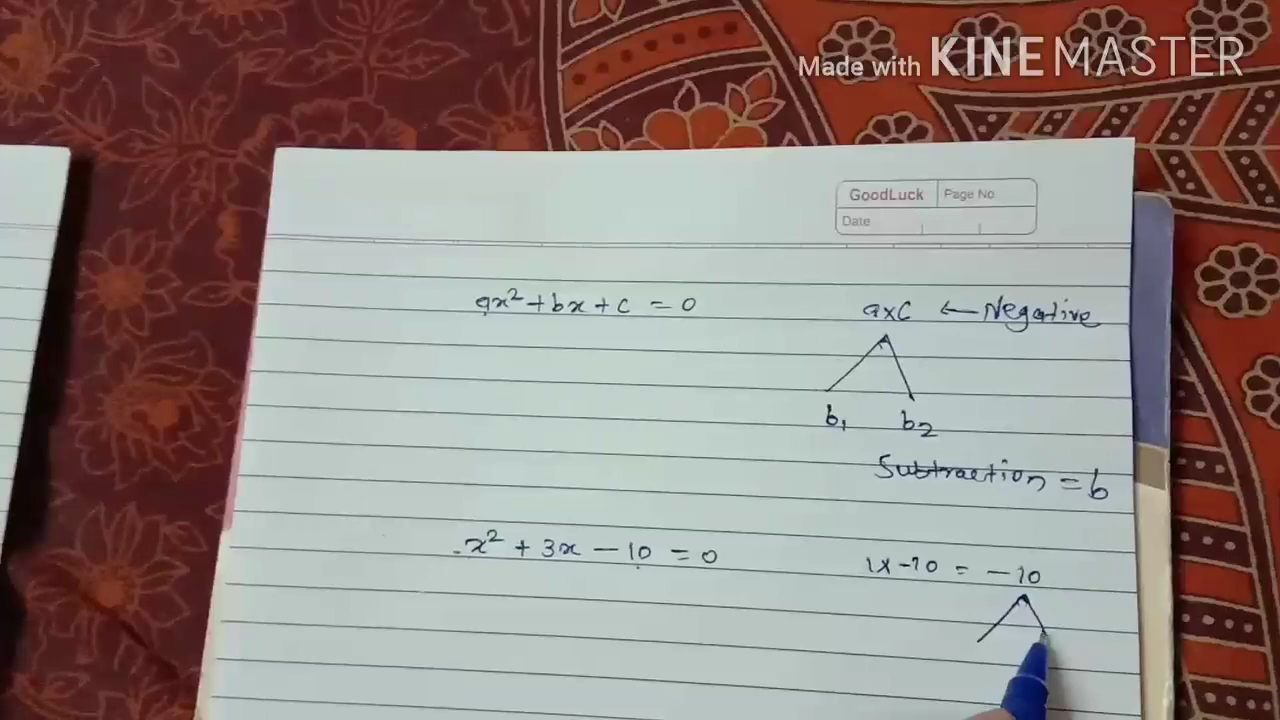 Made with KINEMASTER
GoodLuck Page No
Date
ax² + bx + c = 0
a×c ← Negative
b₁ b₂
Subtraction = b
x² + 3x − 10 = 0
1×-10 = −10